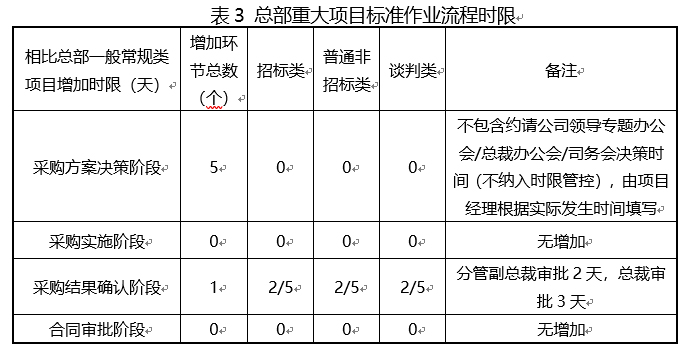 表 3 总部重大项目标准作业流程时限
相比总部一般常规类
项目增加时限（天）
增加环
节总数
（个）
招标类
普通非
招标类
谈判类
备注
采购方案决策阶段
5
0
0
0
不包含约请公司领导专题办公
会/总裁办公会/司务会决策时
间（不纳入时限管控），由项目
经理根据实际发生时间填写
采购实施阶段
0
0
0
0
无增加
采购结果确认阶段
1
2/5
2/5
2/5
分管副总裁审批 2 天，总裁审
批 3 天
合同审批阶段
0
0
0
0
无增加